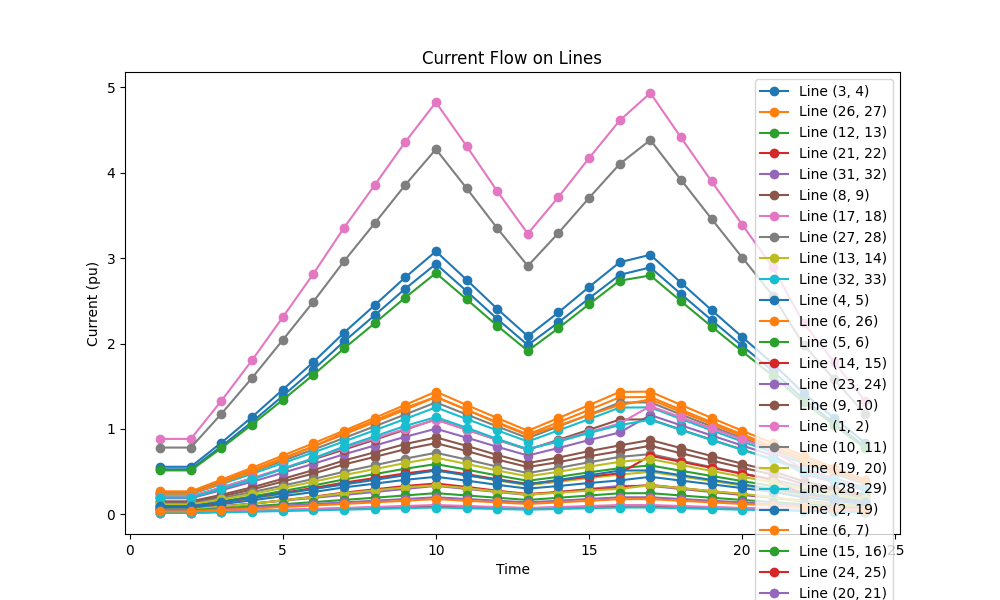 Current Flow on Lines
Current (pu)
5
4
3
2
1
0
0
5
10
15
20
25
Time
Line (3, 4)
Line (26, 27)
Line (12, 13)
Line (21, 22)
Line (31, 32)
Line (8, 9)
Line (17, 18)
Line (27, 28)
Line (13, 14)
Line (32, 33)
Line (4, 5)
Line (6, 26)
Line (5, 6)
Line (14, 15)
Line (23, 24)
Line (9, 10)
Line (1, 2)
Line (10, 11)
Line (19, 20)
Line (28, 29)
Line (2, 19)
Line (6, 7)
Line (15, 16)
Line (24, 25)
Line (20, 21)